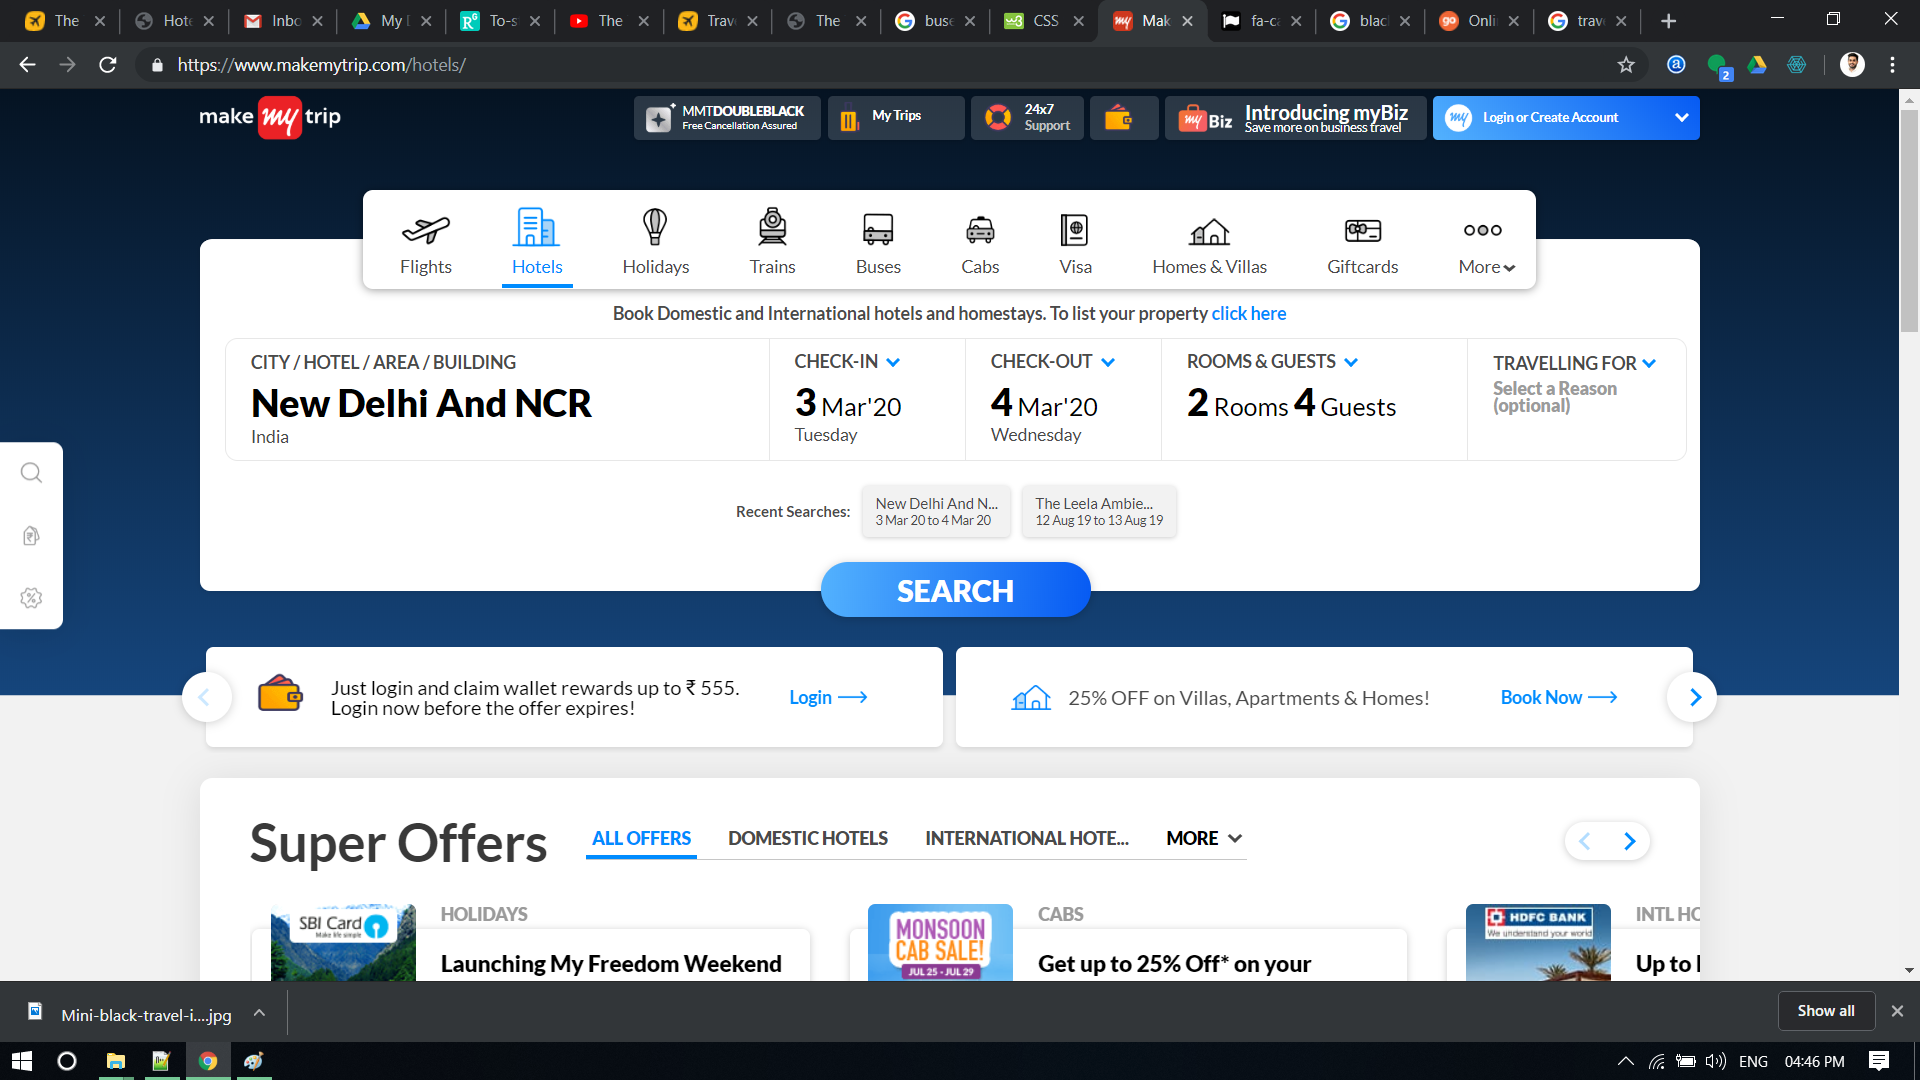 The
Hote
Inbo
My D
To-s
The
Trav
The
buse
CSS
Mak
fa-ca
blac
Onli
trav
https://www.makemytrip.com/hotels/
2
make my trip
MMTDOUBLEBLACK
Free Cancellation Assured
My Trips
24x7
Support
my Biz
Introducing myBiz
Save more on business travel
my
Login or Create Account
Flights
Hotels
Holidays
Trains
Buses
Cabs
Visa
Homes & Villas
Giftcards
More
Book Domestic and International hotels and homestays. To list your property click here
CITY / HOTEL / AREA / BUILDING
New Delhi And NCR
India
CHECK-IN
3 Mar'20
Tuesday
CHECK-OUT
4 Mar'20
Wednesday
ROOMS & GUESTS
2 Rooms 4 Guests
TRAVELLING FOR
Select a Reason
(optional)
Recent Searches:
New Delhi And N...
3 Mar 20 to 4 Mar 20
The Leela Ambie...
12 Aug 19 to 13 Aug 19
SEARCH
Just login and claim wallet rewards up to ₹ 555.
Login now before the offer expires!
Login
25% OFF on Villas, Apartments & Homes!
Book Now
Super Offers
ALL OFFERS
DOMESTIC HOTELS
INTERNATIONAL HOTE...
MORE
SBI Card
Make life simple
HOLIDAYS
Launching My Freedom Weekend
MONSOON
CAB SALE!
JUL 25 - JUL 29
CABS
Get up to 25% Off* on your
HDFC BANK
We understand your world
INTL HO
Up to
Mini-black-travel-i....jpg
Show all
ENG
04:46 PM